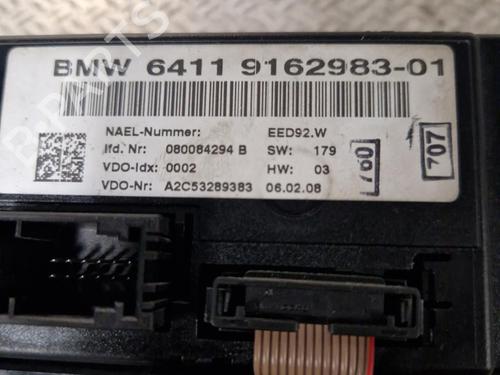 BMW 6411 9162983-01
NAEL-Nummer: EED92.W
lfd. Nr: 080084294 B SW: 179
VDO-Idx: 0002 HW: 03
VDO-Nr: A2C53289383 06.02.08
760
707